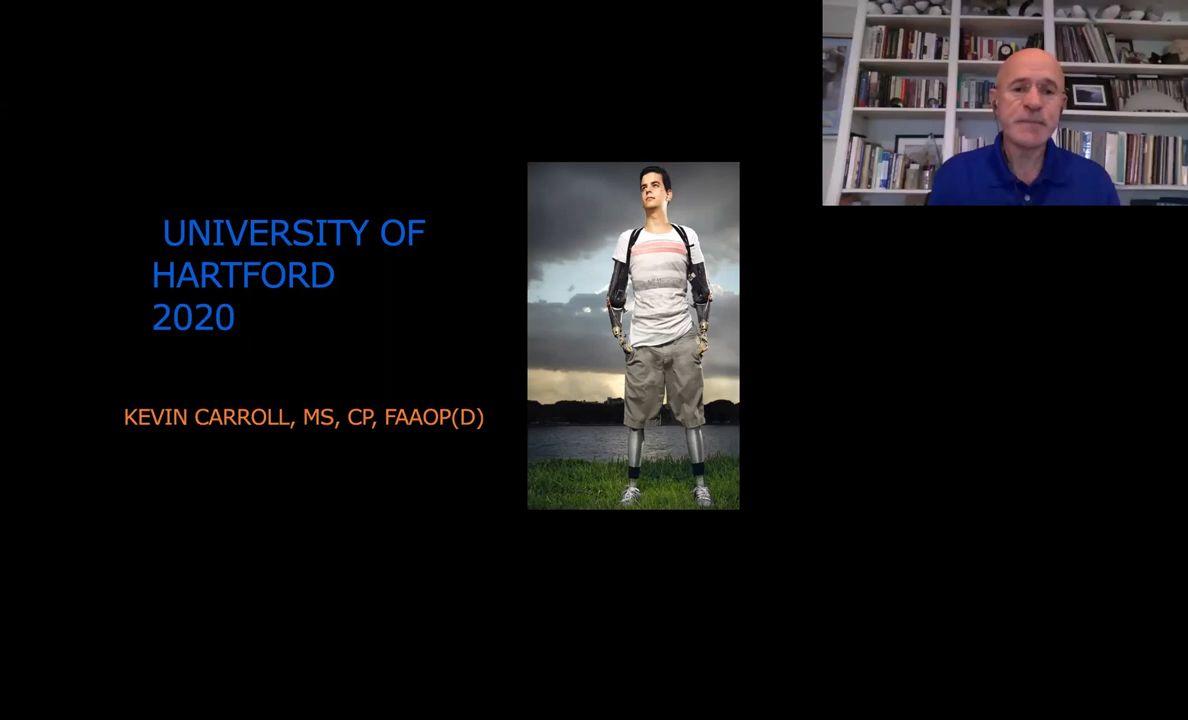 UNIVERSITY OF
HARTFORD
2020
KEVIN CARROLL, MS, CP, FAAOP(D)